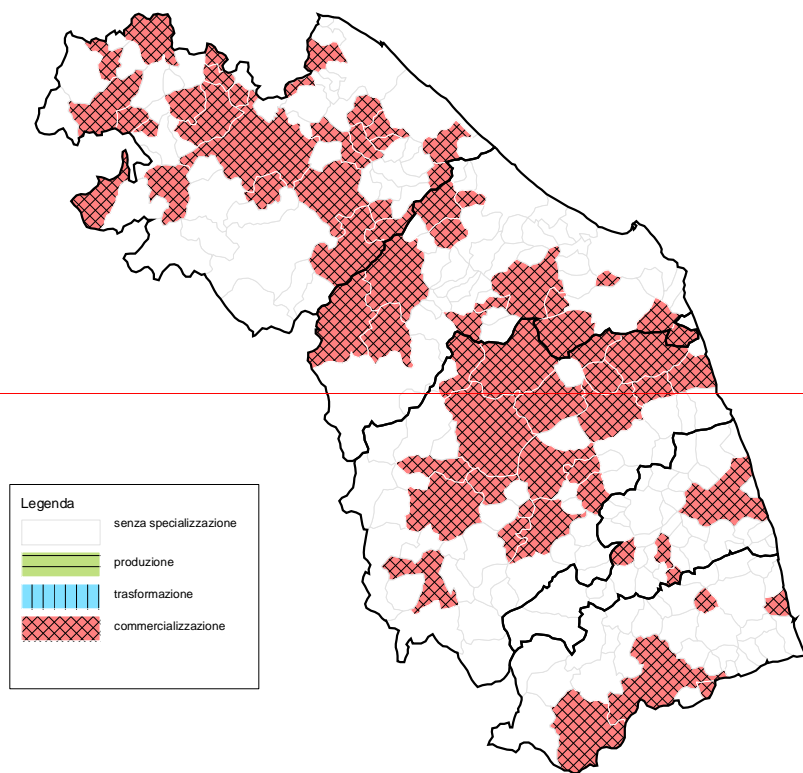 Legenda
senza specializzazione
produzione
trasformazione
commercializzazione